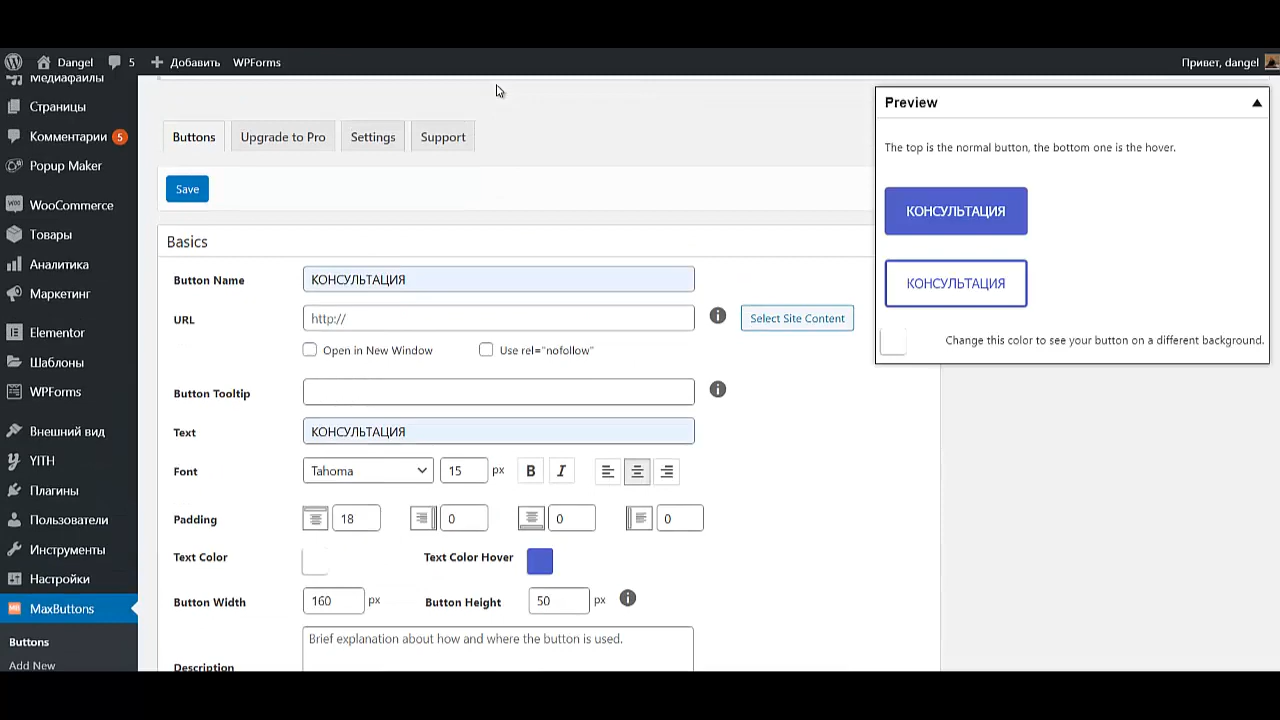 Dangel 5 Добавить WPForms Привет, dangel
Медиафайлы
Страницы
Комментарии 5
Popup Maker
WooCommerce
Товары
Аналитика
Маркетинг
Elementor
Шаблоны
WPForms
Внешний вид
YITH
Плагины
Пользователи
Инструменты
Настройки
MaxButtons
Buttons
Add New
Buttons Upgrade to Pro Settings Support
Save
Basics
Button Name КОНСУЛЬТАЦИЯ
URL http:// Select Site Content
Open in New Window Use rel="nofollow"
Button Tooltip
Text КОНСУЛЬТАЦИЯ
Font Tahoma 15 px B I
Padding 18 0 0 0
Text Color Text Color Hover
Button Width 160 px Button Height 50 px
Brief explanation about how and where the button is used.
Description
Preview
The top is the normal button, the bottom one is the hover.
КОНСУЛЬТАЦИЯ
КОНСУЛЬТАЦИЯ
Change this color to see your button on a different background.